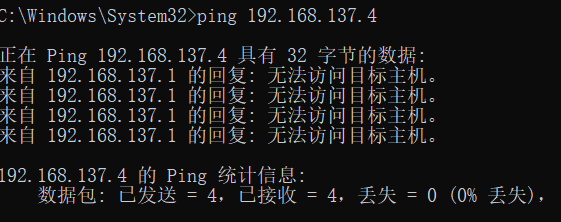 C:\Windows\System32>ping 192.168.137.4
正在 Ping 192.168.137.4 具有 32 字节的数据:
来自 192.168.137.1 的回复: 无法访问目标主机。
来自 192.168.137.1 的回复: 无法访问目标主机。
来自 192.168.137.1 的回复: 无法访问目标主机。
来自 192.168.137.1 的回复: 无法访问目标主机。
192.168.137.4 的 Ping 统计信息:
数据包: 已发送 = 4，已接收 = 4，丢失 = 0 (0% 丢失)，